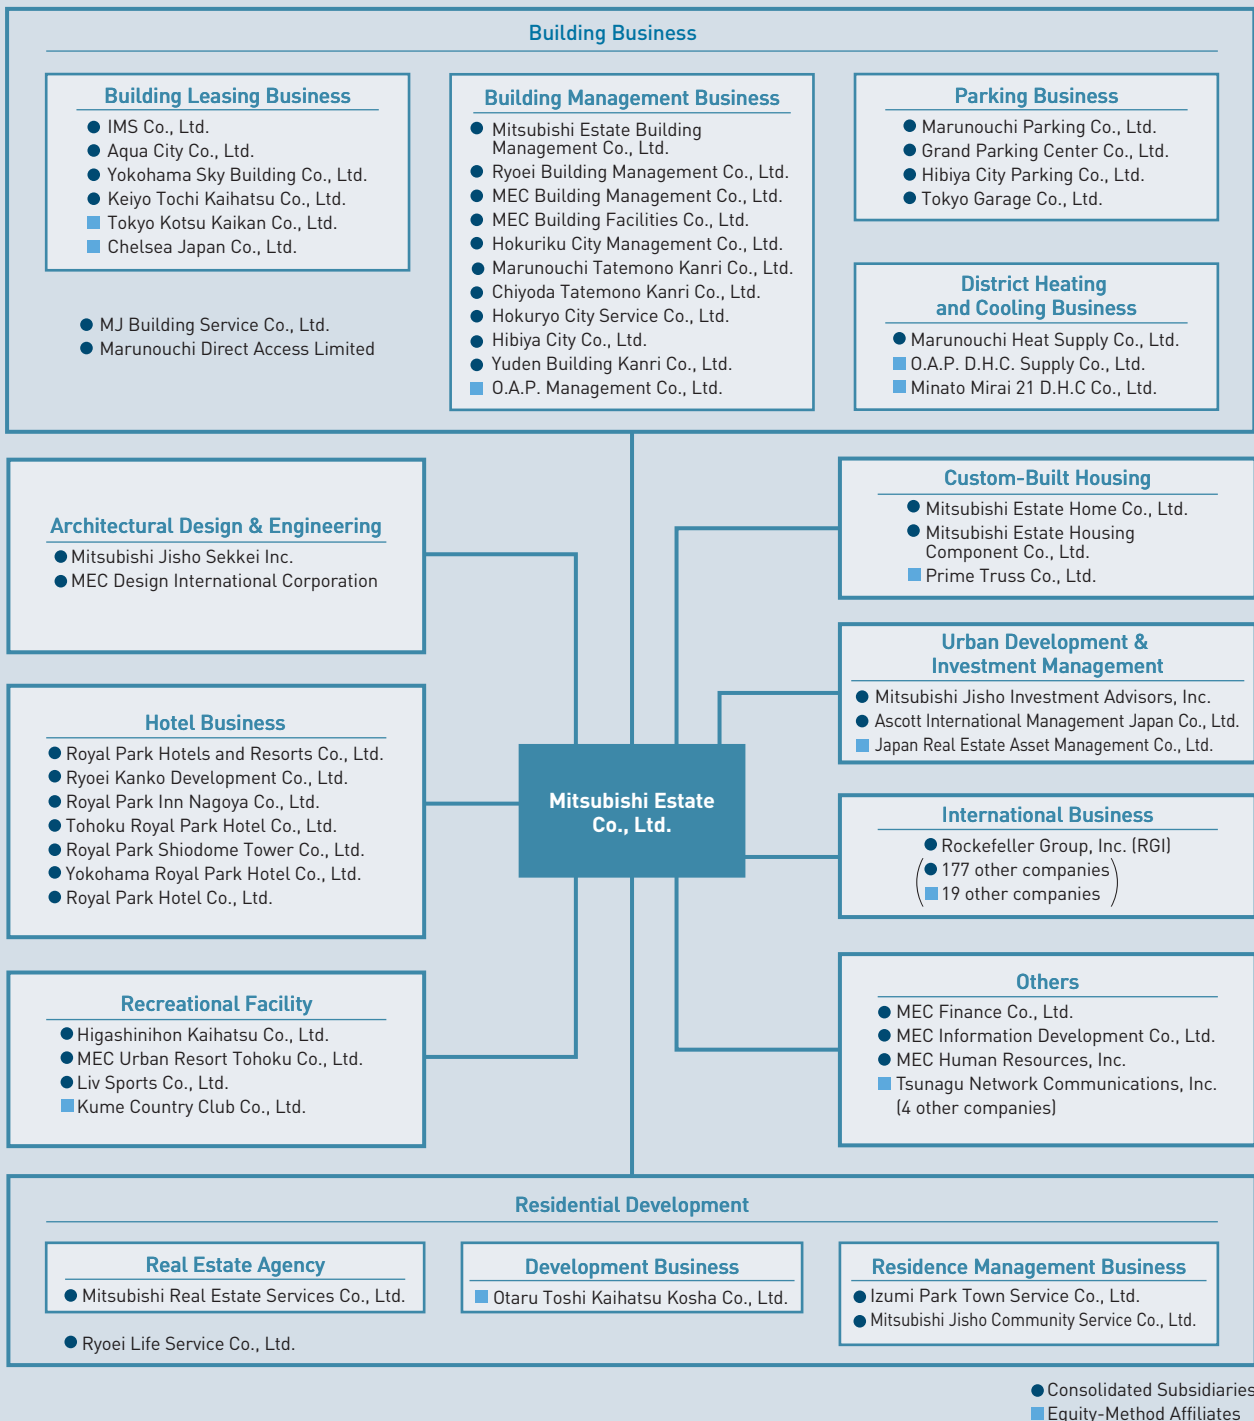 Building Business
Building Leasing Business
IMS Co., Ltd.
Aqua City Co., Ltd.
Yokohama Sky Building Co., Ltd.
Keiyo Tochi Kaihatsu Co., Ltd.
Tokyo Kotsu Kaikan Co., Ltd.
Chelsea Japan Co., Ltd.
MJ Building Service Co., Ltd.
Marunouchi Direct Access Limited
Building Management Business
Mitsubishi Estate Building
Management Co., Ltd.
Ryoei Building Management Co., Ltd.
MEC Building Management Co., Ltd.
MEC Building Facilities Co., Ltd.
Hokuriku City Management Co., Ltd.
Marunouchi Tatemono Kanri Co., Ltd.
Chiyoda Tatemono Kanri Co., Ltd.
Hokuryo City Service Co., Ltd.
Hibiya City Co., Ltd.
Yuden Building Kanri Co., Ltd.
O.A.P. Management Co., Ltd.
Parking Business
Marunouchi Parking Co., Ltd.
Grand Parking Center Co., Ltd.
Hibiya City Parking Co., Ltd.
Tokyo Garage Co., Ltd.
District Heating
and Cooling Business
Marunouchi Heat Supply Co., Ltd.
O.A.P. D.H.C. Supply Co., Ltd.
Minato Mirai 21 D.H.C Co., Ltd.
Architectural Design & Engineering
Mitsubishi Jisho Sekkei Inc.
MEC Design International Corporation
Hotel Business
Royal Park Hotels and Resorts Co., Ltd.
Ryoei Kanko Development Co., Ltd.
Royal Park Inn Nagoya Co., Ltd.
Tohoku Royal Park Hotel Co., Ltd.
Royal Park Shiodome Tower Co., Ltd.
Yokohama Royal Park Hotel Co., Ltd.
Royal Park Hotel Co., Ltd.
Recreational Facility
Higashinihon Kaihatsu Co., Ltd.
MEC Urban Resort Tohoku Co., Ltd.
Liv Sports Co., Ltd.
Kume Country Club Co., Ltd.
Mitsubishi Estate
Co., Ltd.
Custom-Built Housing
Mitsubishi Estate Home Co., Ltd.
Mitsubishi Estate Housing
Component Co., Ltd.
Prime Truss Co., Ltd.
Urban Development &
Investment Management
Mitsubishi Jisho Investment Advisors, Inc.
Ascott International Management Japan Co., Ltd.
Japan Real Estate Asset Management Co., Ltd.
International Business
Rockefeller Group, Inc. (RGI)
(177 other companies
19 other companies)
Others
MEC Finance Co., Ltd.
MEC Information Development Co., Ltd.
MEC Human Resources, Inc.
Tsunagu Network Communications, Inc.
(4 other companies)
Residential Development
Real Estate Agency
Mitsubishi Real Estate Services Co., Ltd.
Ryoei Life Service Co., Ltd.
Development Business
Otaru Toshi Kaihatsu Kosha Co., Ltd.
Residence Management Business
Izumi Park Town Service Co., Ltd.
Mitsubishi Jisho Community Service Co., Ltd.
Consolidated Subsidiaries
Equity-Method Affiliates